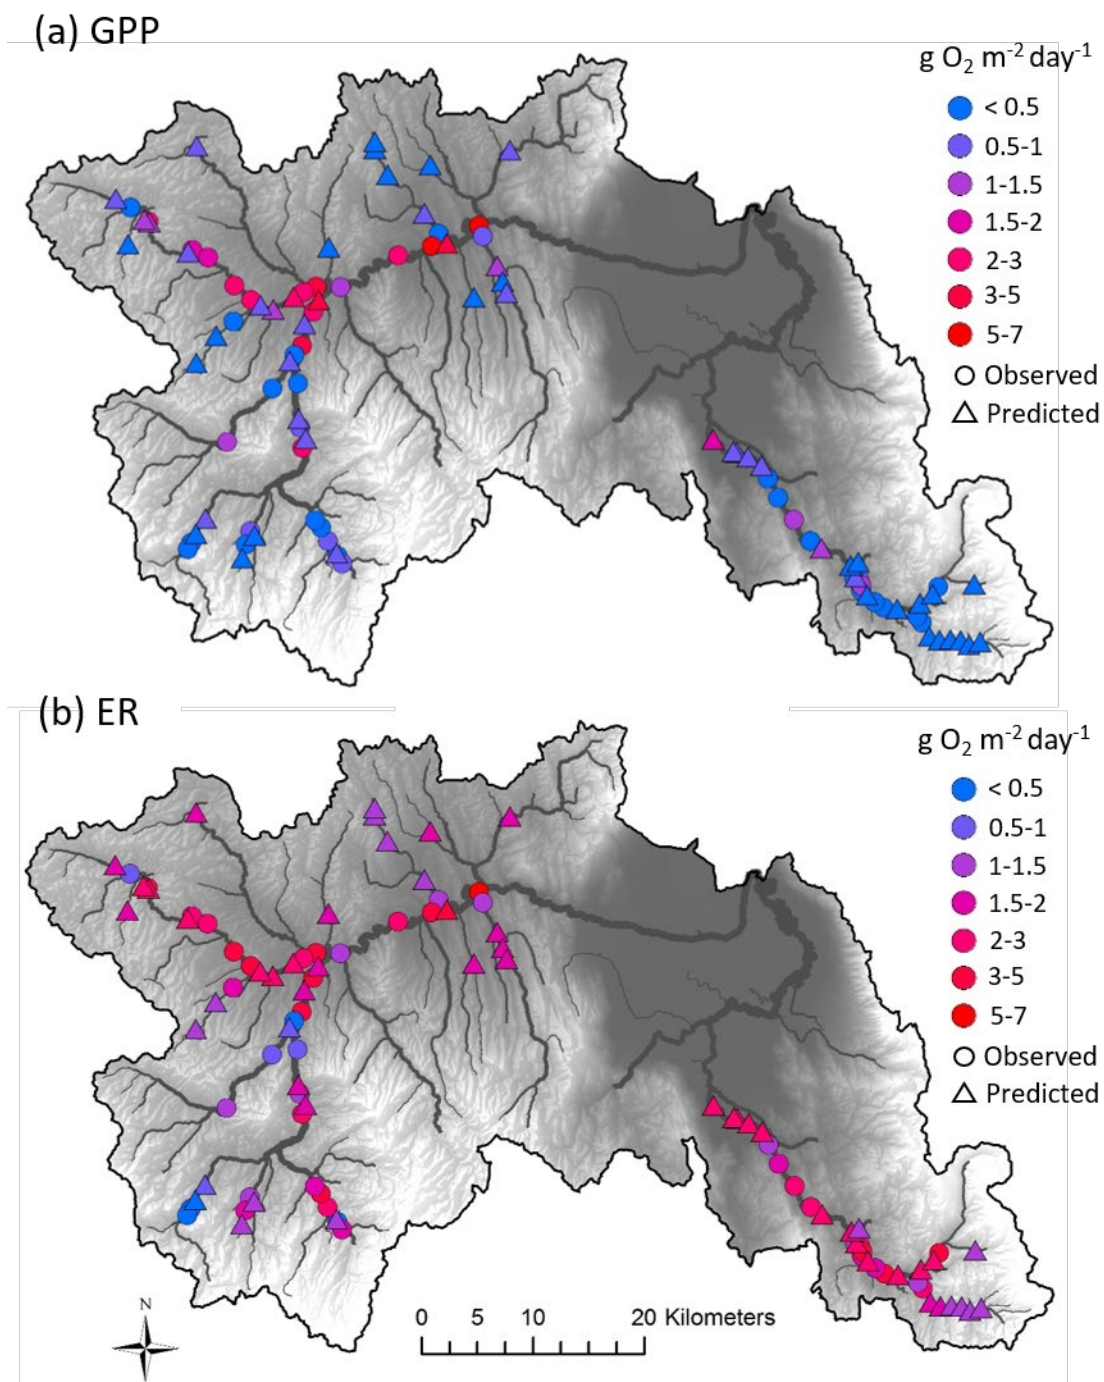 (a) GPP
g O₂ m⁻² day⁻¹
< 0.5
0.5-1
1-1.5
1.5-2
2-3
3-5
5-7
Observed
Predicted
(b) ER
g O₂ m⁻² day⁻¹
< 0.5
0.5-1
1-1.5
1.5-2
2-3
3-5
5-7
Observed
Predicted
N
0 5 10 20 Kilometers